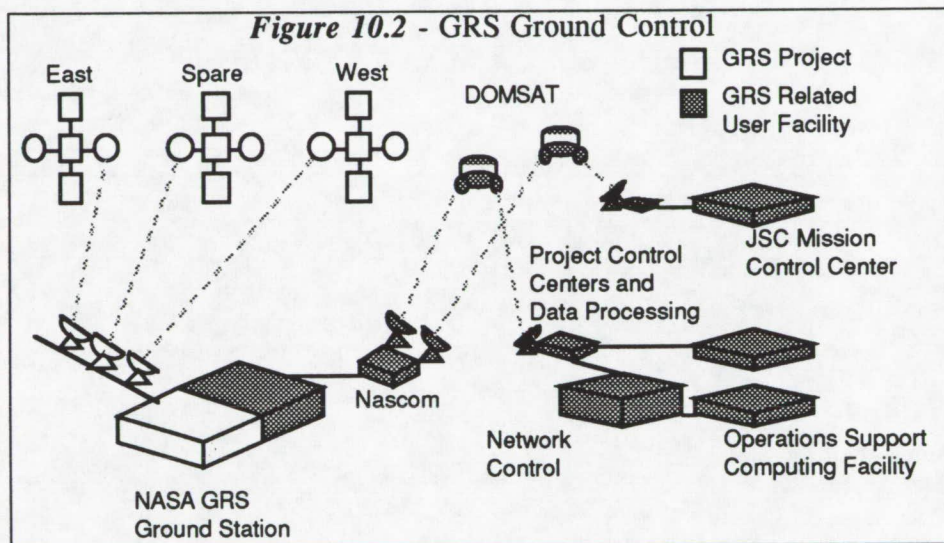 Figure 10.2 - GRS Ground Control
East
Spare
West
DOMSAT
GRS Project
GRS Related
User Facility
JSC Mission
Control Center
Project Control
Centers and
Data Processing
Nascom
Network
Control
Operations Support
Computing Facility
NASA GRS
Ground Station